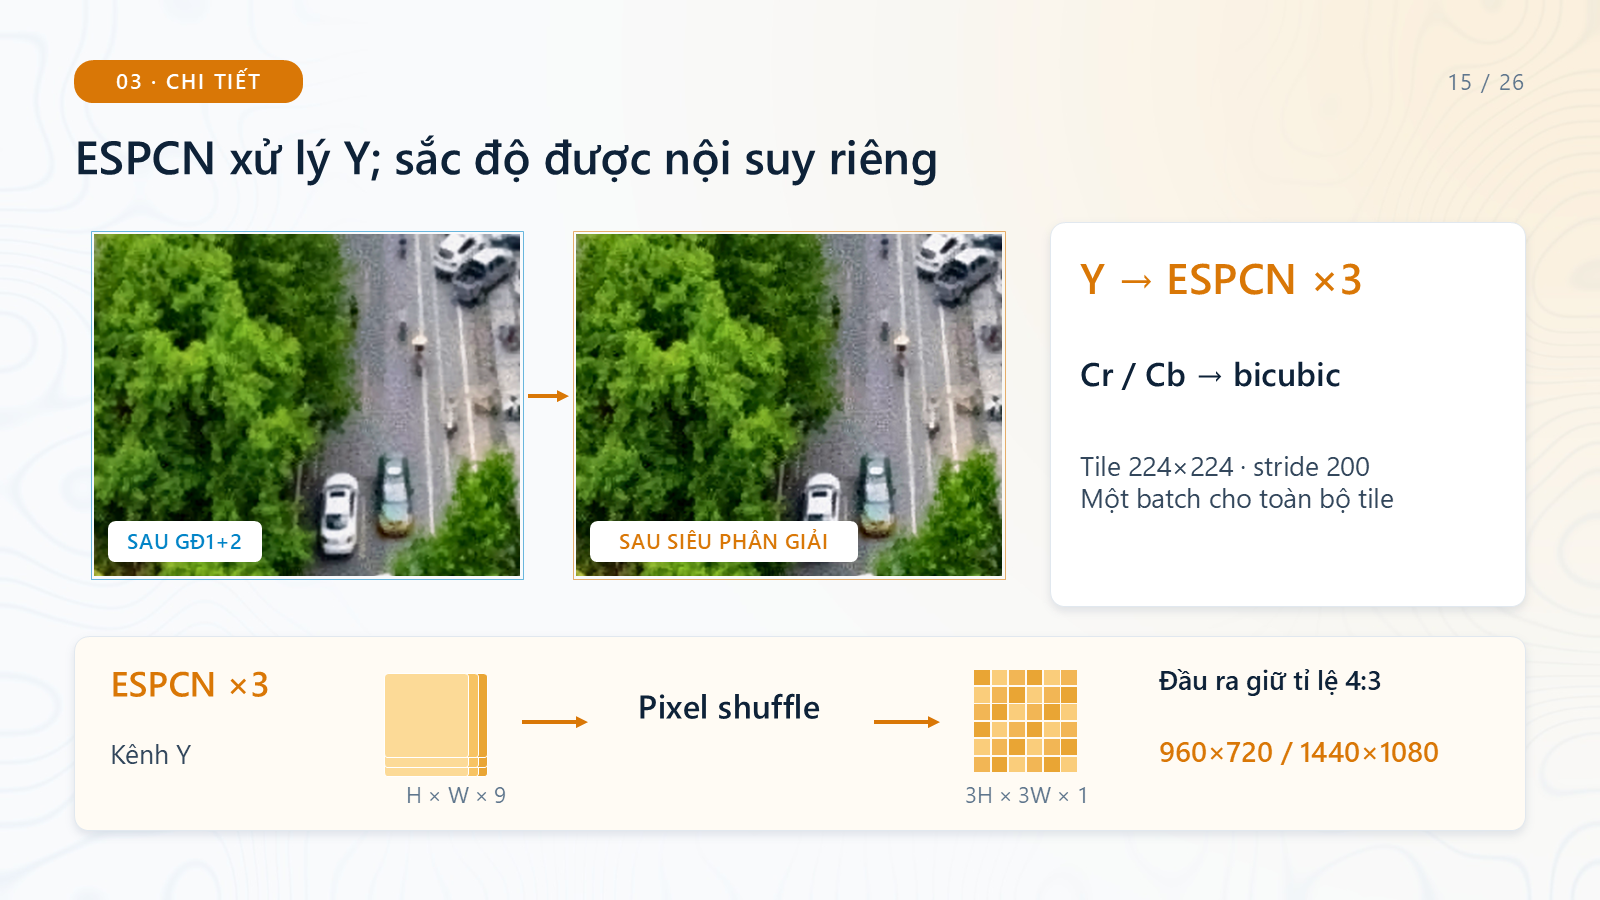 03 · CHI TIẾT
15 / 26
ESPCN xử lý Y; sắc độ được nội suy riêng
SAU GĐ1+2
SAU SIÊU PHÂN GIẢI
Y → ESPCN ×3
Cr / Cb → bicubic
Tile 224×224 · stride 200
Một batch cho toàn bộ tile
ESPCN ×3
Kênh Y
H × W × 9
Pixel shuffle
3H × 3W × 1
Đầu ra giữ tỉ lệ 4:3
960×720 / 1440×1080